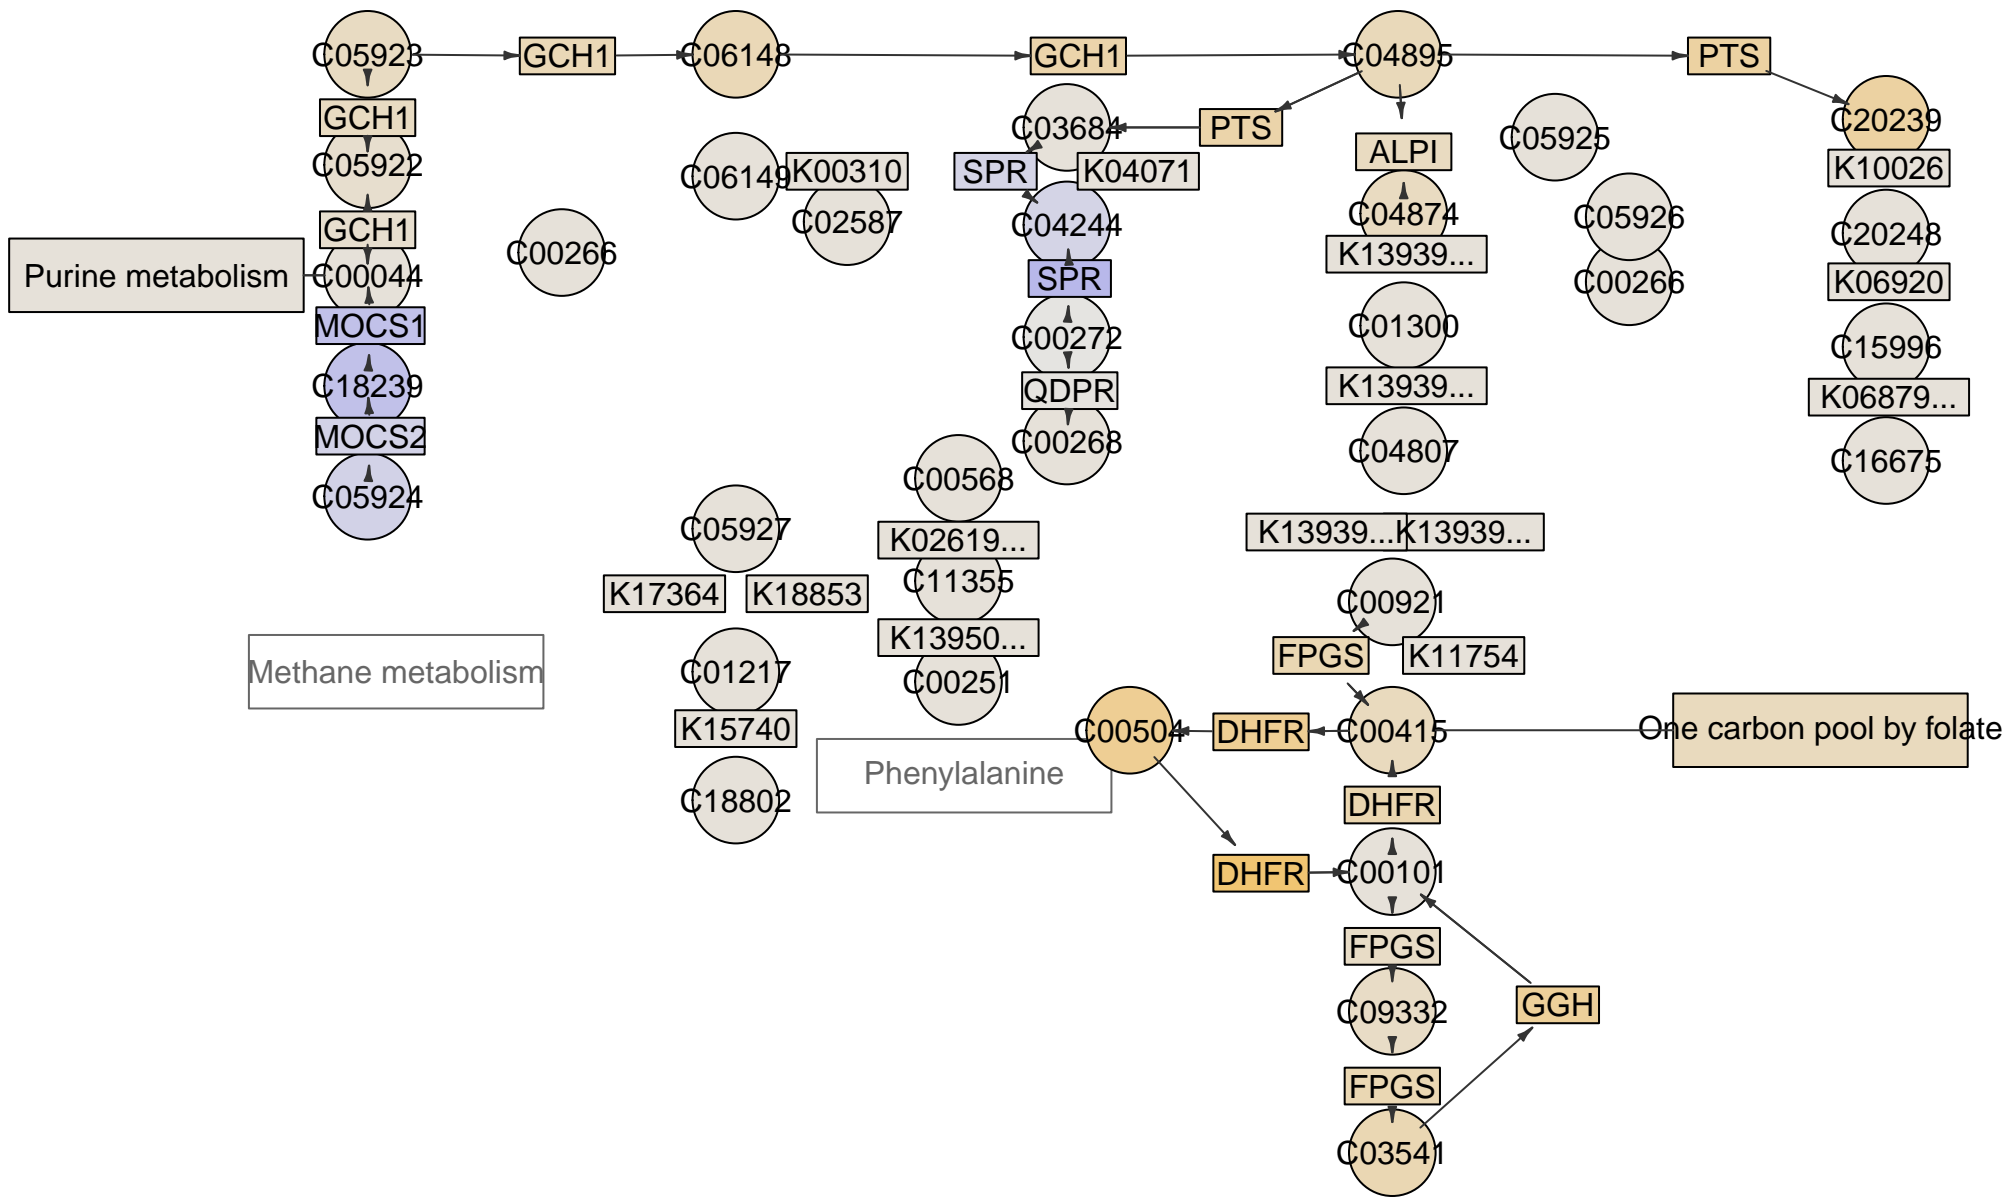 C05923
GCH1
C06148
GCH1
C04895
PTS
GCH1
C03684
PTS
C20239
C05925
ALPI
C05922
C06149
K00310
SPR
K04071
K10026
GCH1
C02587
C04244
C04874
C05926
C20248
C00266
K13939...
Purine metabolism
C00044
SPR
C00266
K06920
MOCS1
C00272
C01300
C15996
C18239
QDPR
K13939...
K06879...
MOCS2
C00268
C04807
C16675
C05924
C00568
C05927
K02619...
K13939...
K13939...
K17364
K18853
C11355
C00921
K13950...
FPGS
K11754
Methane metabolism
C01217
C00251
K15740
C00504
DHFR
C00415
One carbon pool by folate
Phenylalanine
C18802
DHFR
DHFR
C00101
FPGS
C09332
GGH
FPGS
C03541